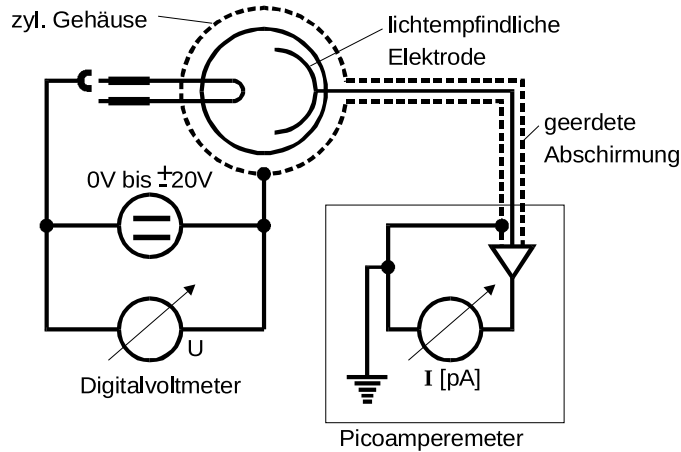 zyl. Gehäuse
lichtempfindliche
Elektrode
geerdete
Abschirmung
0V bis ±20V
U
Digitalvoltmeter
I [pA]
Picoamperemeter